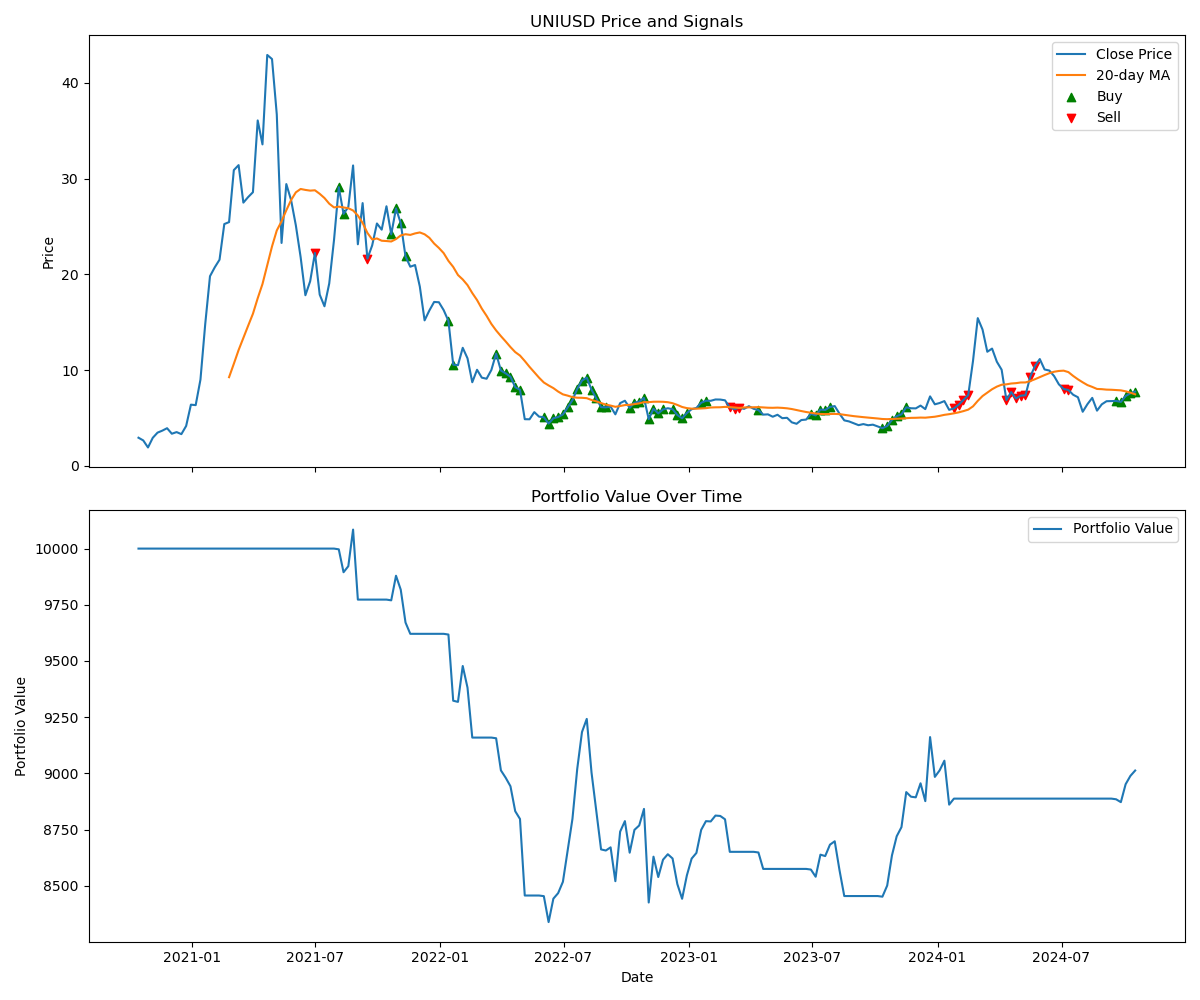 UNIUSD Price and Signals
Price
40
30
20
10
0
Close Price
20-day MA
Buy
Sell
Portfolio Value Over Time
Portfolio Value
10000
9750
9500
9250
9000
8750
8500
Portfolio Value
2021-01 2021-07 2022-01 2022-07 2023-01 2023-07 2024-01 2024-07
Date